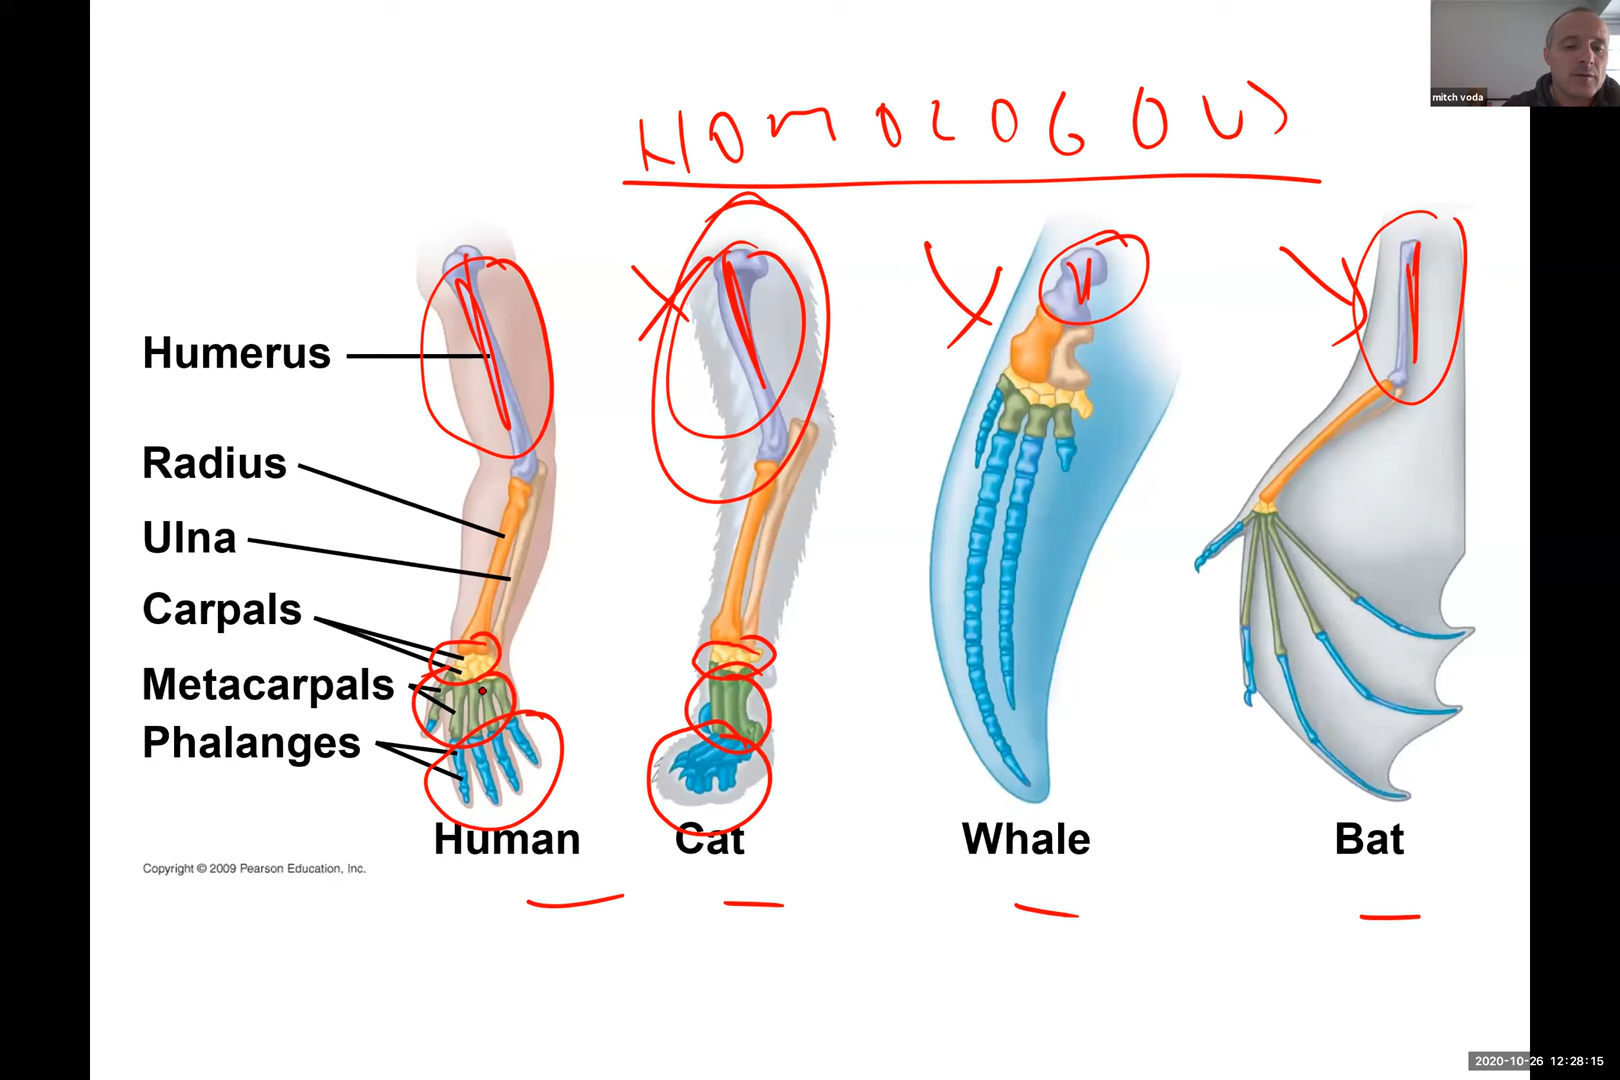 mitch voda
HOMOLOGOUS
Humerus
Radius
Ulna
Carpals
Metacarpals
Phalanges
Human Cat Whale Bat
Copyright © 2009 Pearson Education, Inc.
2020-10-26 12:28:15